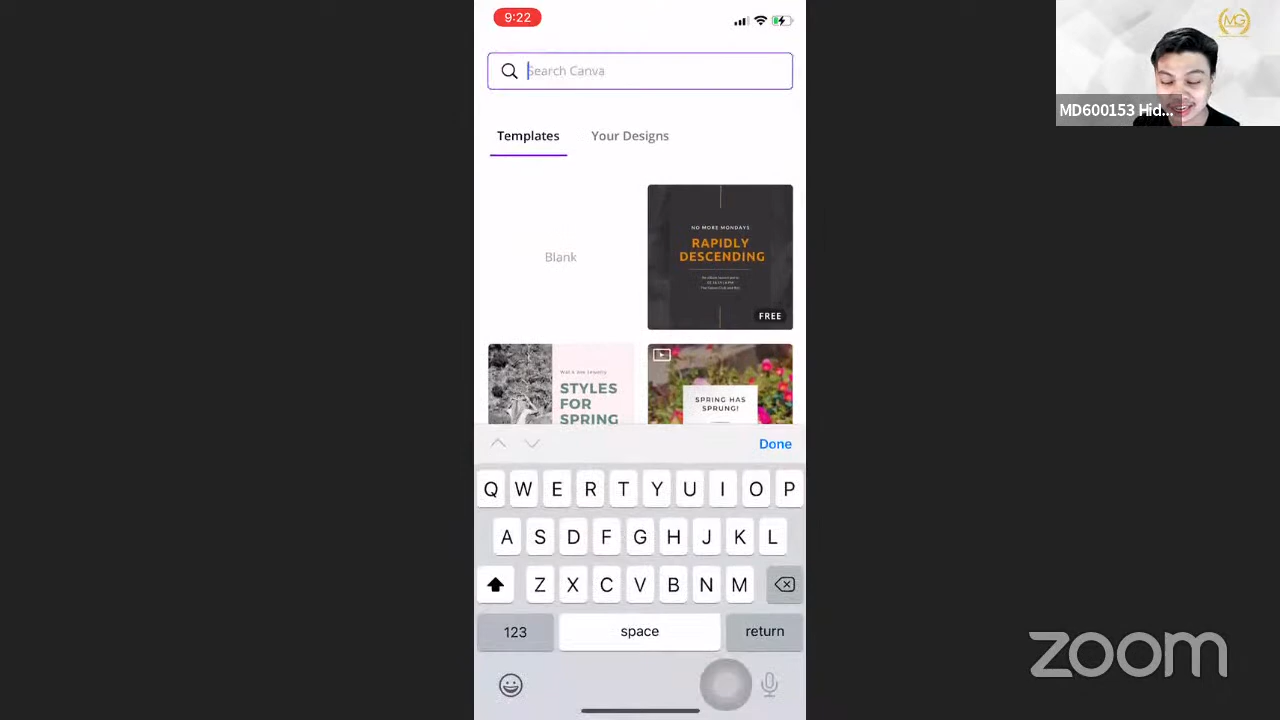 9:22
MG
Search Canva
MD600153 Hid...
Templates
Your Designs
Blank
NO MORE MONDAYS
RAPIDLY
DESCENDING
FREE
STYLES
FOR
SPRING
SPRING HAS
SPRUNG!
Done
Q W E R T Y U I O P
A S D F G H J K L
Z X C V B N M
123
space
return
zoom